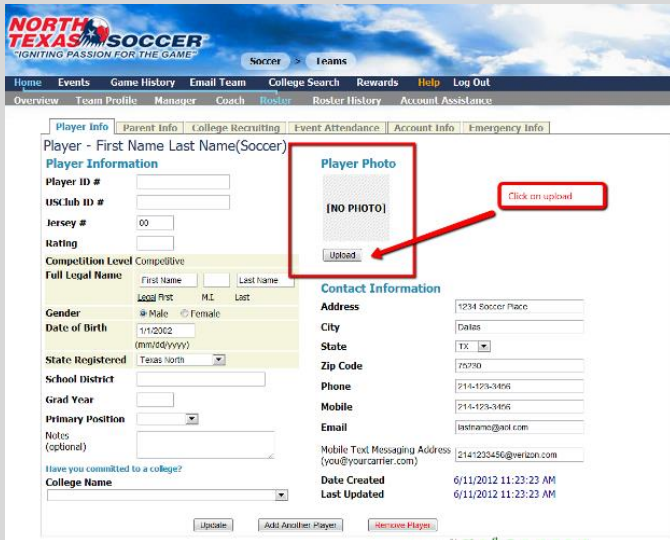 NORTH
TEXAS SOCCER
"IGNITING PASSION FOR THE GAME"
Soccer > Teams
Home Events Game History Email Team College Search Rewards Help Log Out
Overview Team Profile Manager Coach Roster Roster History Account Assistance
Player Info Parent Info College Recruiting Event Attendance Account Info Emergency Info
Player - First Name Last Name(Soccer)
Player Information
Player ID #
USClub ID #
Jersey # 00
Rating
Competition Level Competitive
Full Legal Name First Name Last Name
Legal First M.I. Last
Gender Male Female
Date of Birth 1/1/2002
(mm/dd/yyyy)
State Registered Texas North
School District
Grad Year
Primary Position
Notes
(optional)
Have you committed to a college?
College Name
Player Photo
[NO PHOTO]
Upload
Click on upload
Contact Information
Address 1234 Soccer Place
City Dallas
State TX
Zip Code 75230
Phone 214-123-3456
Mobile 214-123-3456
Email lastname@aol.com
Mobile Text Messaging Address
(you@yourcarrier.com) 2141233456@verizon.com
Date Created 6/11/2012 11:23:23 AM
Last Updated 6/11/2012 11:23:23 AM
Update Add Another Player Remove Player